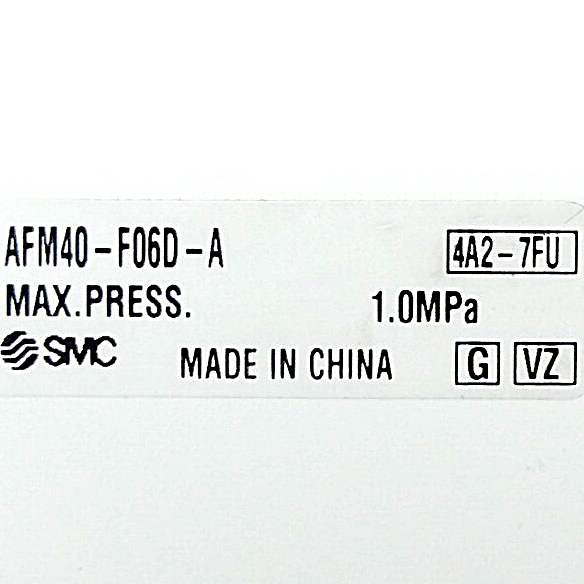 AFM40-F06D-A 4A2-7FU
MAX.PRESS. 1.0MPa
SMC MADE IN CHINA G VZ